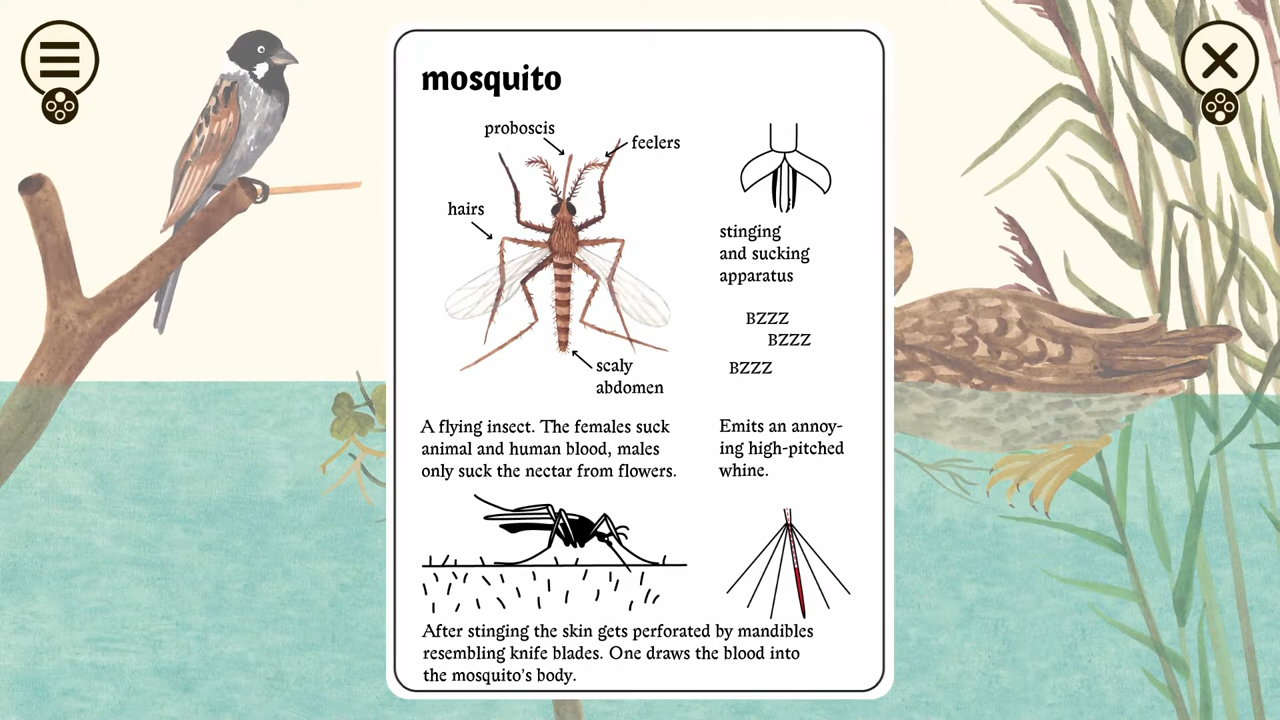 mosquito
proboscis
feelers
hairs
stinging
and sucking
apparatus
BZZZ
BZZZ
BZZZ
scaly
abdomen
A flying insect. The females suck
animal and human blood, males
only suck the nectar from flowers.
Emits an annoy-
ing high-pitched
whine.
After stinging the skin gets perforated by mandibles
resembling knife blades. One draws the blood into
the mosquito's body.